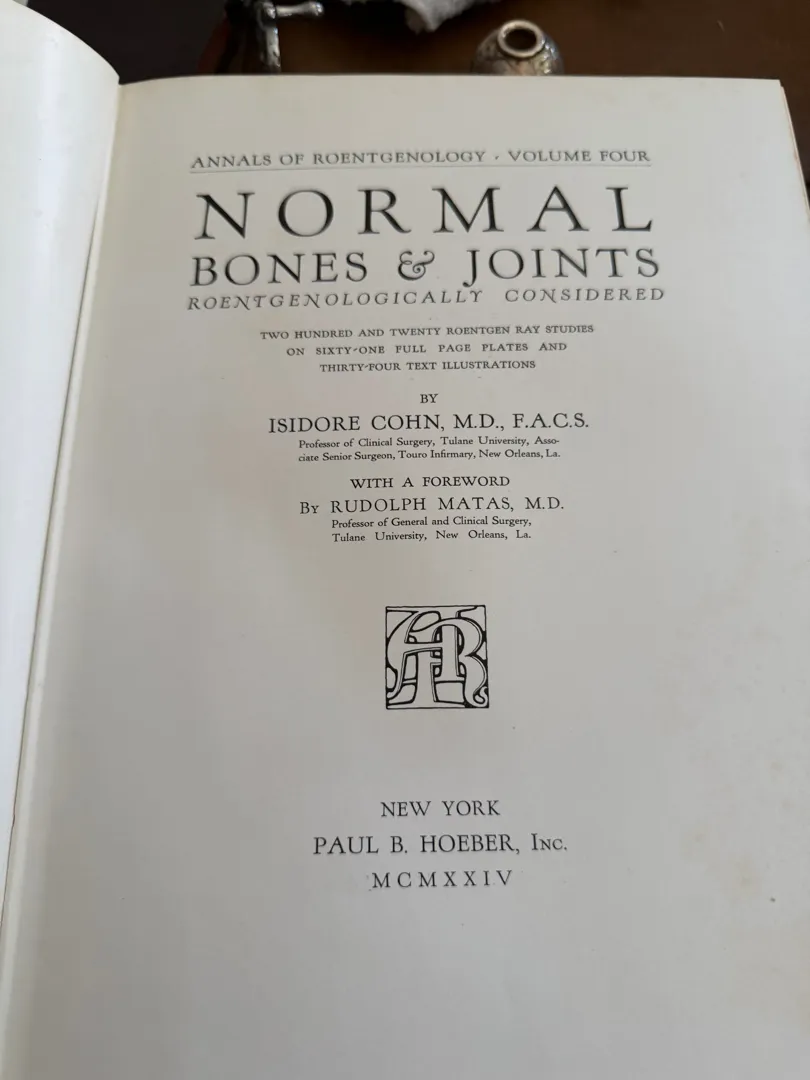 ANNALS OF ROENTGENOLOGY · VOLUME FOUR
NORMAL
BONES & JOINTS
ROENTGENOLOGICALLY CONSIDERED
TWO HUNDRED AND TWENTY ROENTGEN RAY STUDIES
ON SIXTY-ONE FULL PAGE PLATES AND
THIRTY-FOUR TEXT ILLUSTRATIONS
BY
ISIDORE COHN, M.D., F.A.C.S.
Professor of Clinical Surgery, Tulane University, Asso-
ciate Senior Surgeon, Touro Infirmary, New Orleans, La.
WITH A FOREWORD
By RUDOLPH MATAS, M.D.
Professor of General and Clinical Surgery,
Tulane University, New Orleans, La.
NEW YORK
PAUL B. HOEBER, Inc.
MCMXXIV